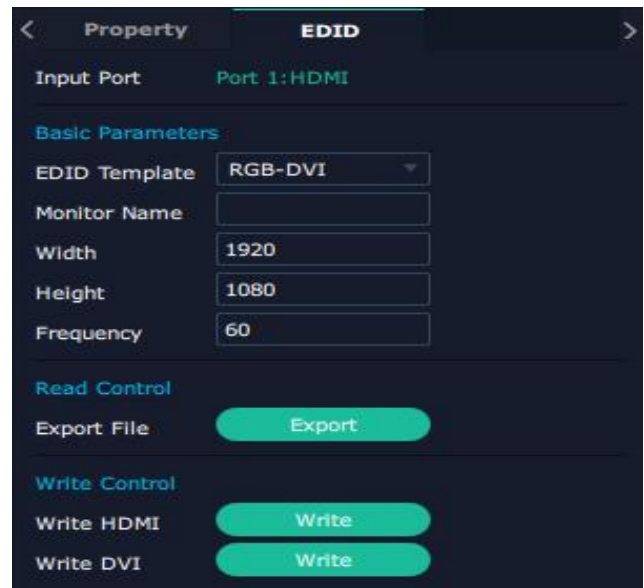 < Property EDID >
Input Port Port 1:HDMI
Basic Parameters
EDID Template RGB-DVI
Monitor Name
Width 1920
Height 1080
Frequency 60
Read Control
Export File Export
Write Control
Write HDMI Write
Write DVI Write